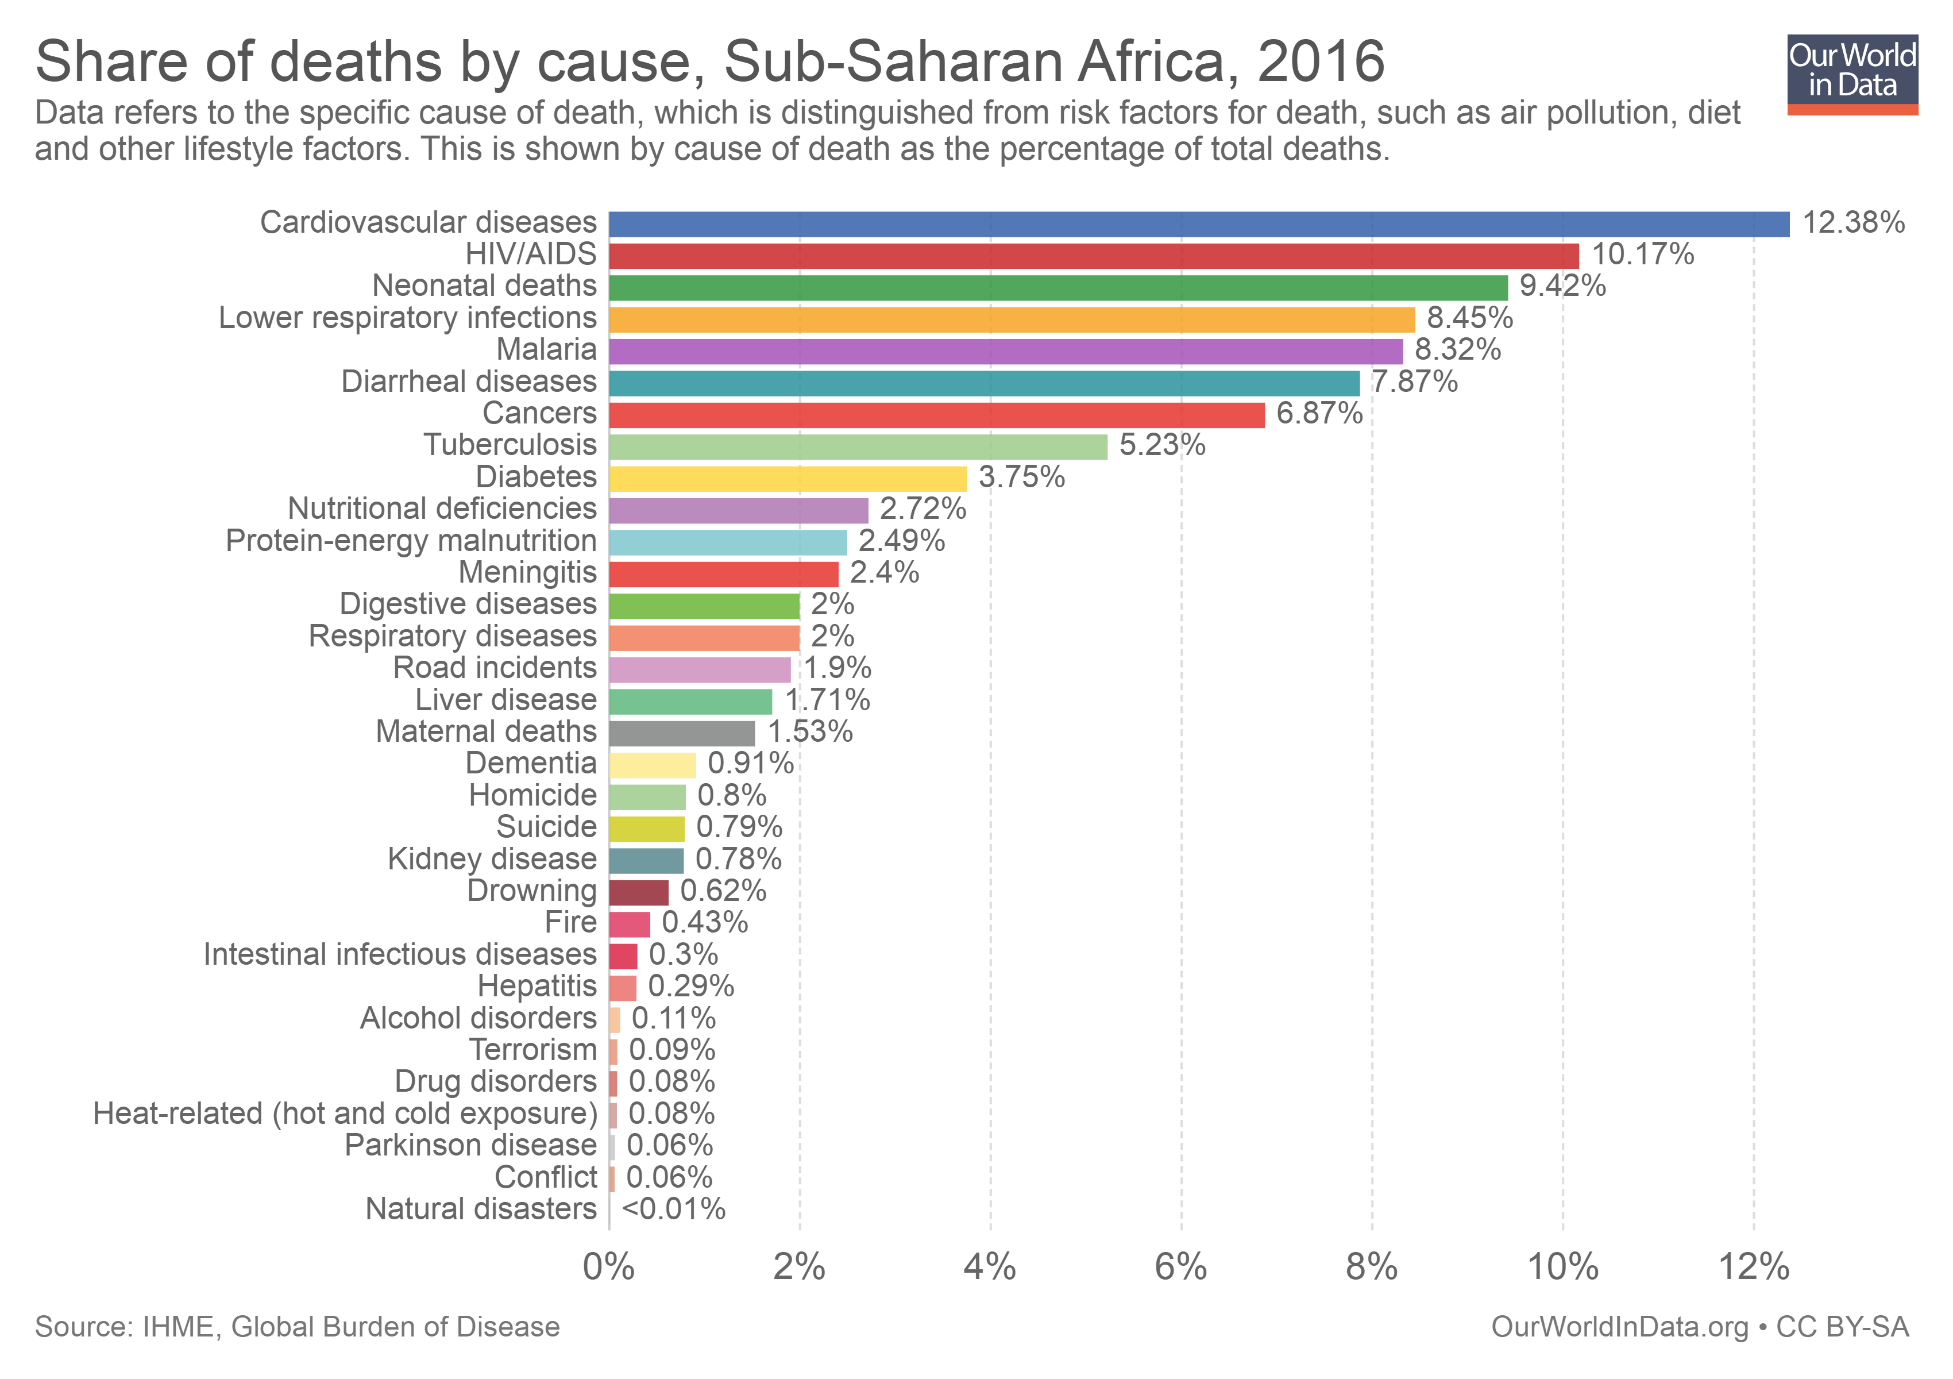 Share of deaths by cause, Sub-Saharan Africa, 2016
Our World
in Data
Data refers to the specific cause of death, which is distinguished from risk factors for death, such as air pollution, diet
and other lifestyle factors. This is shown by cause of death as the percentage of total deaths.
Cardiovascular diseases 12.38%
HIV/AIDS 10.17%
Neonatal deaths 9.42%
Lower respiratory infections 8.45%
Malaria 8.32%
Diarrheal diseases 7.87%
Cancers 6.87%
Tuberculosis 5.23%
Diabetes 3.75%
Nutritional deficiencies 2.72%
Protein-energy malnutrition 2.49%
Meningitis 2.4%
Digestive diseases 2%
Respiratory diseases 2%
Road incidents 1.9%
Liver disease 1.71%
Maternal deaths 1.53%
Dementia 0.91%
Homicide 0.8%
Suicide 0.79%
Kidney disease 0.78%
Drowning 0.62%
Fire 0.43%
Intestinal infectious diseases 0.3%
Hepatitis 0.29%
Alcohol disorders 0.11%
Terrorism 0.09%
Drug disorders 0.08%
Heat-related (hot and cold exposure) 0.08%
Parkinson disease 0.06%
Conflict 0.06%
Natural disasters <0.01%
0% 2% 4% 6% 8% 10% 12%
Source: IHME, Global Burden of Disease
OurWorldInData.org • CC BY-SA